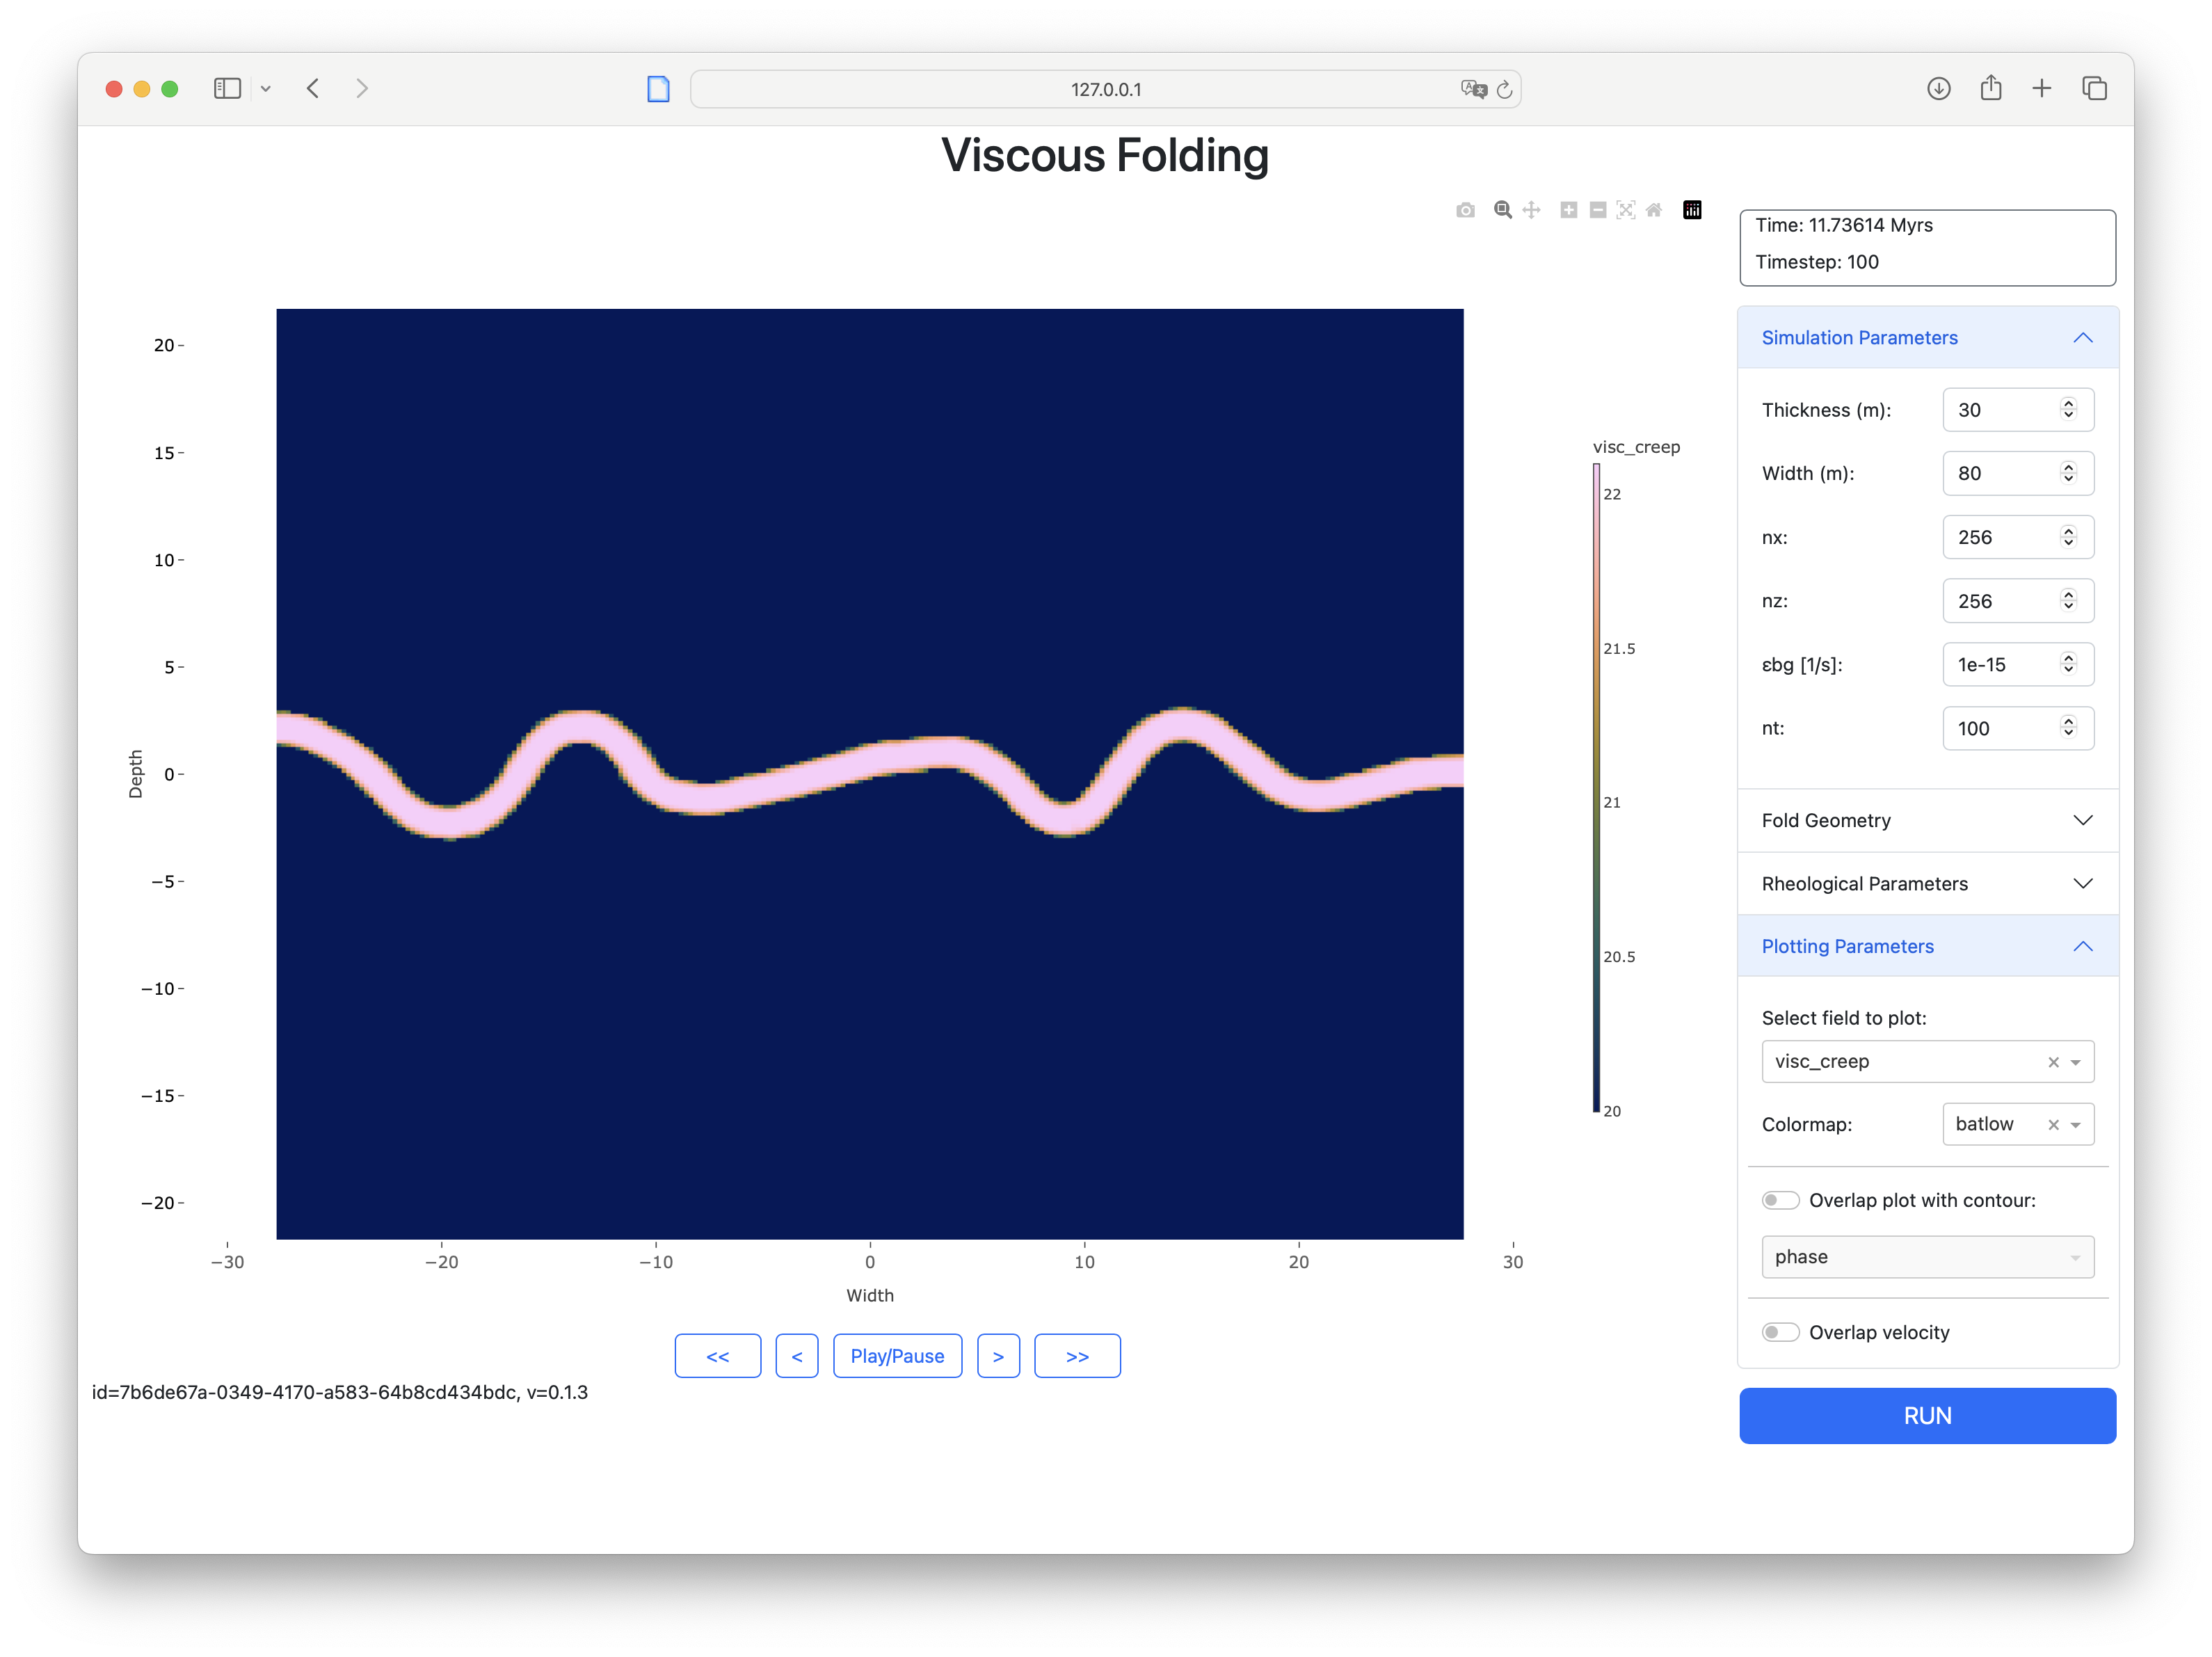 127.0.0.1
Viscous Folding
Time: 11.73614 Myrs
Timestep: 100
Simulation Parameters
Thickness (m): 30
Width (m): 80
nx: 256
nz: 256
εbg [1/s]: 1e-15
nt: 100
Fold Geometry
Rheological Parameters
Plotting Parameters
Select field to plot:
visc_creep
Colormap: batlow
Overlap plot with contour:
phase
Overlap velocity
RUN
20
15
10
5
0
−5
−10
−15
−20
Depth
−30 −20 −10 0 10 20 30
Width
visc_creep
22
21.5
21
20.5
20
<< < Play/Pause > >>
id=7b6de67a-0349-4170-a583-64b8cd434bdc, v=0.1.3